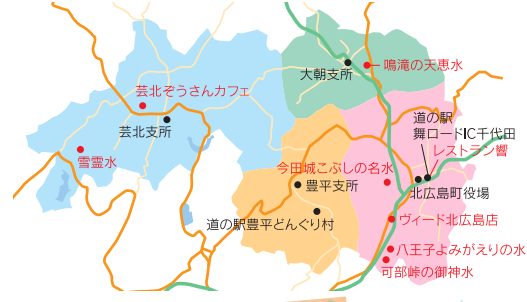 鳴滝の天恵水
大朝支所
芸北ぞうさんカフェ
芸北支所
道の駅
舞ロードIC千代田
レストラン響
雪霊水
今田城こぶしの名水
豊平支所
北広島町役場
道の駅豊平どんぐり村
ヴィード北広島店
八王子よみがえりの水
可部峠の御神水